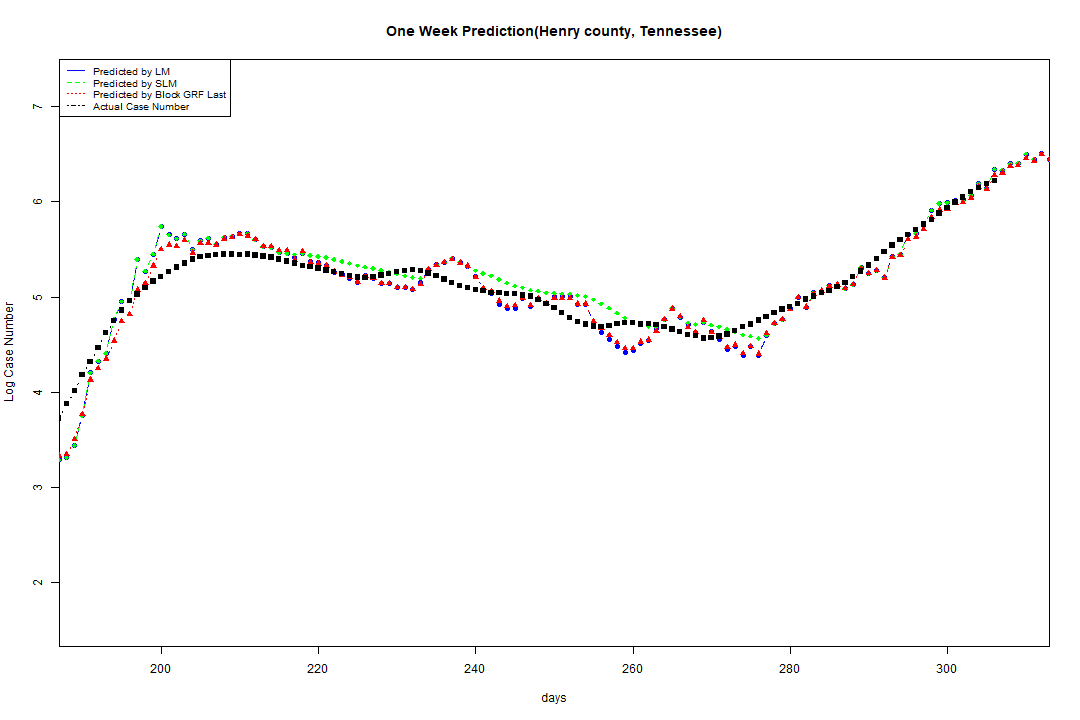 One Week Prediction(Henry county, Tennessee)
Predicted by LM
Predicted by SLM
Predicted by Block GRF Last
Actual Case Number
7
6
5
4
3
2
Log Case Number
200 220 240 260 280 300
days